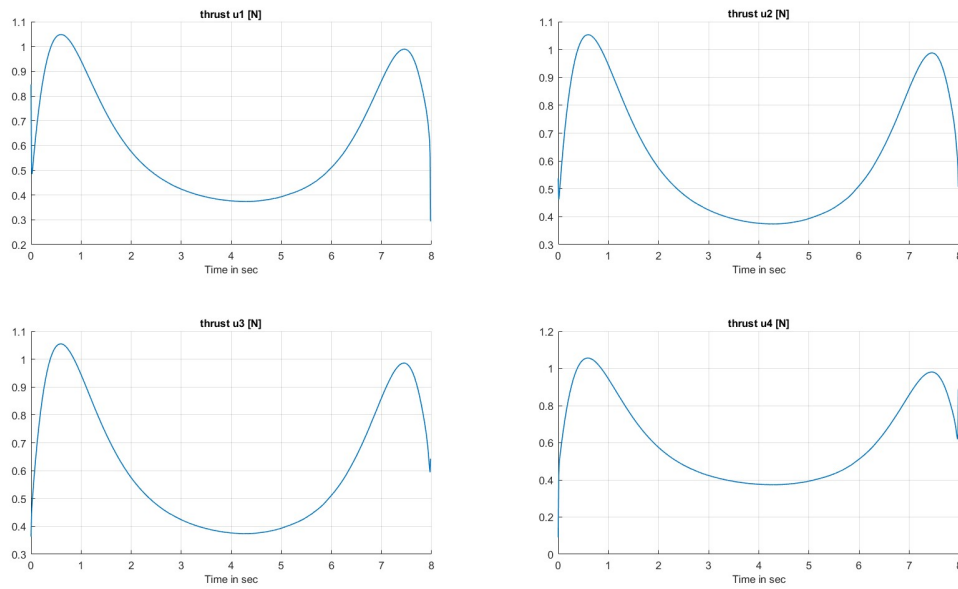 thrust u1 [N]
1.1
1
0.9
0.8
0.7
0.6
0.5
0.4
0.3
0.2
0 1 2 3 4 5 6 7 8
Time in sec
thrust u2 [N]
1.1
1
0.9
0.8
0.7
0.6
0.5
0.4
0.3
0 1 2 3 4 5 6 7 8
Time in sec
thrust u3 [N]
1.1
1
0.9
0.8
0.7
0.6
0.5
0.4
0.3
0 1 2 3 4 5 6 7 8
Time in sec
thrust u4 [N]
1.2
1
0.8
0.6
0.4
0.2
0
0 1 2 3 4 5 6 7 8
Time in sec